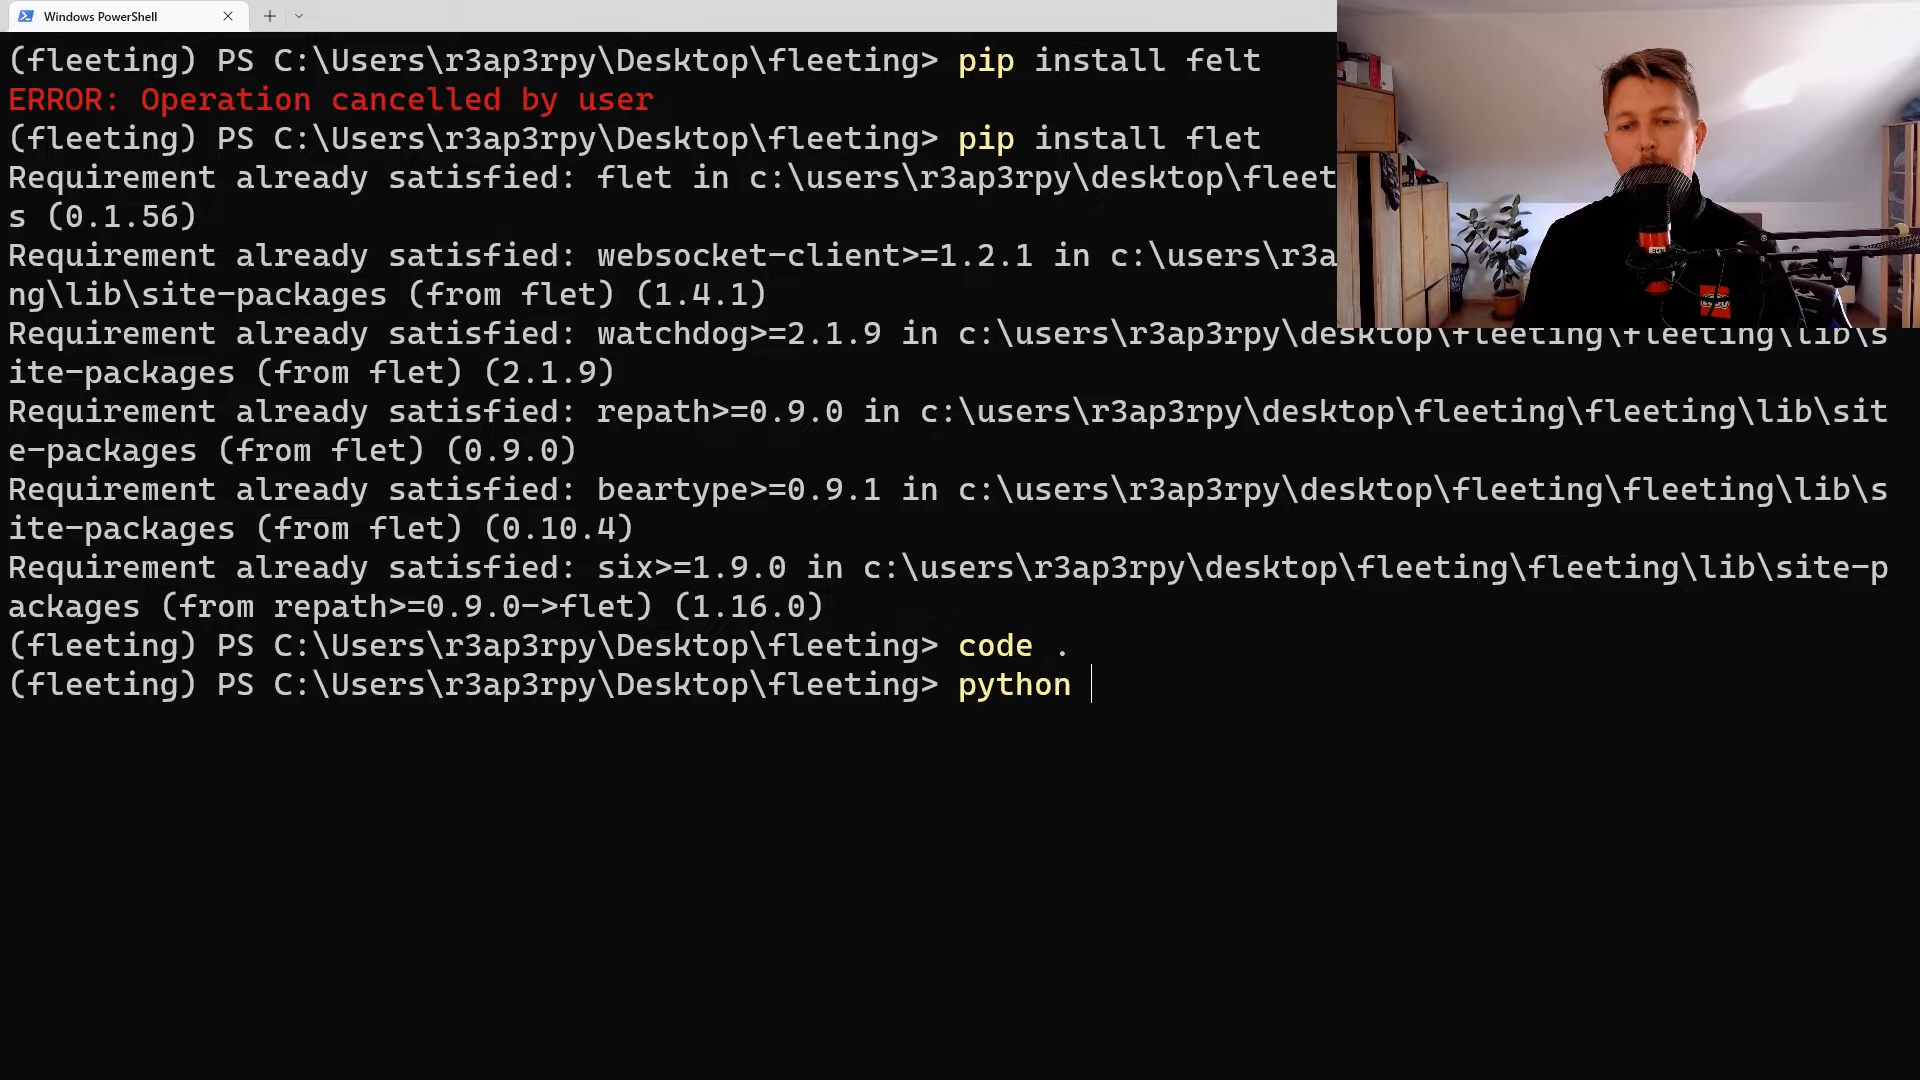 Windows PowerShell
(fleeting) PS C:\Users\r3ap3rpy\Desktop\fleeting> pip install felt
ERROR: Operation cancelled by user
(fleeting) PS C:\Users\r3ap3rpy\Desktop\fleeting> pip install flet
Requirement already satisfied: flet in c:\users\r3ap3rpy\desktop\fleet
s (0.1.56)
Requirement already satisfied: websocket-client>=1.2.1 in c:\users\r3a
ng\lib\site-packages (from flet) (1.4.1)
Requirement already satisfied: watchdog>=2.1.9 in c:\users\r3ap3rpy\desktop\fleeting\fleeting\lib\s
ite-packages (from flet) (2.1.9)
Requirement already satisfied: repath>=0.9.0 in c:\users\r3ap3rpy\desktop\fleeting\fleeting\lib\sit
e-packages (from flet) (0.9.0)
Requirement already satisfied: beartype>=0.9.1 in c:\users\r3ap3rpy\desktop\fleeting\fleeting\lib\s
ite-packages (from flet) (0.10.4)
Requirement already satisfied: six>=1.9.0 in c:\users\r3ap3rpy\desktop\fleeting\fleeting\lib\site-p
ackages (from repath>=0.9.0->flet) (1.16.0)
(fleeting) PS C:\Users\r3ap3rpy\Desktop\fleeting> code .
(fleeting) PS C:\Users\r3ap3rpy\Desktop\fleeting> python